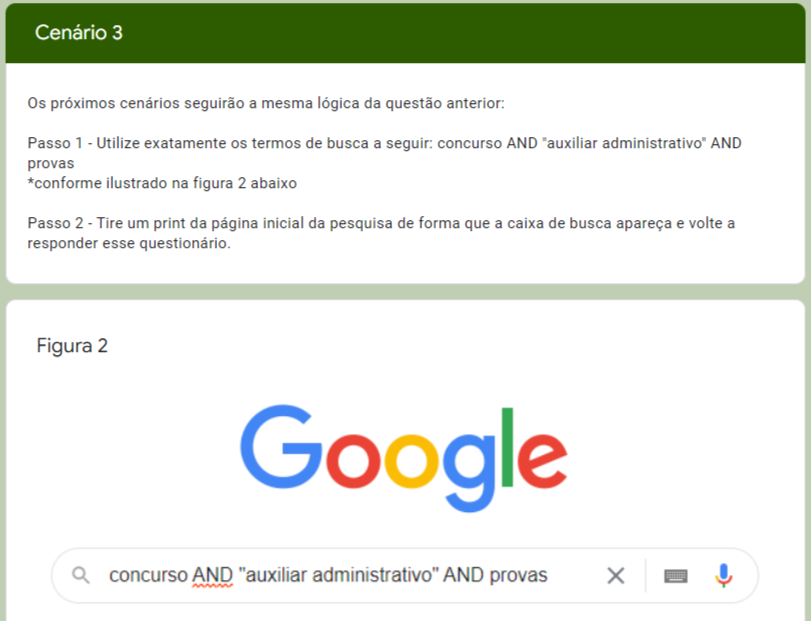 Cenário 3
Os próximos cenários seguirão a mesma lógica da questão anterior:
Passo 1 - Utilize exatamente os termos de busca a seguir: concurso AND "auxiliar administrativo" AND
provas
*conforme ilustrado na figura 2 abaixo
Passo 2 - Tire um print da página inicial da pesquisa de forma que a caixa de busca apareça e volte a
responder esse questionário.
Figura 2
Google
concurso AND "auxiliar administrativo" AND provas